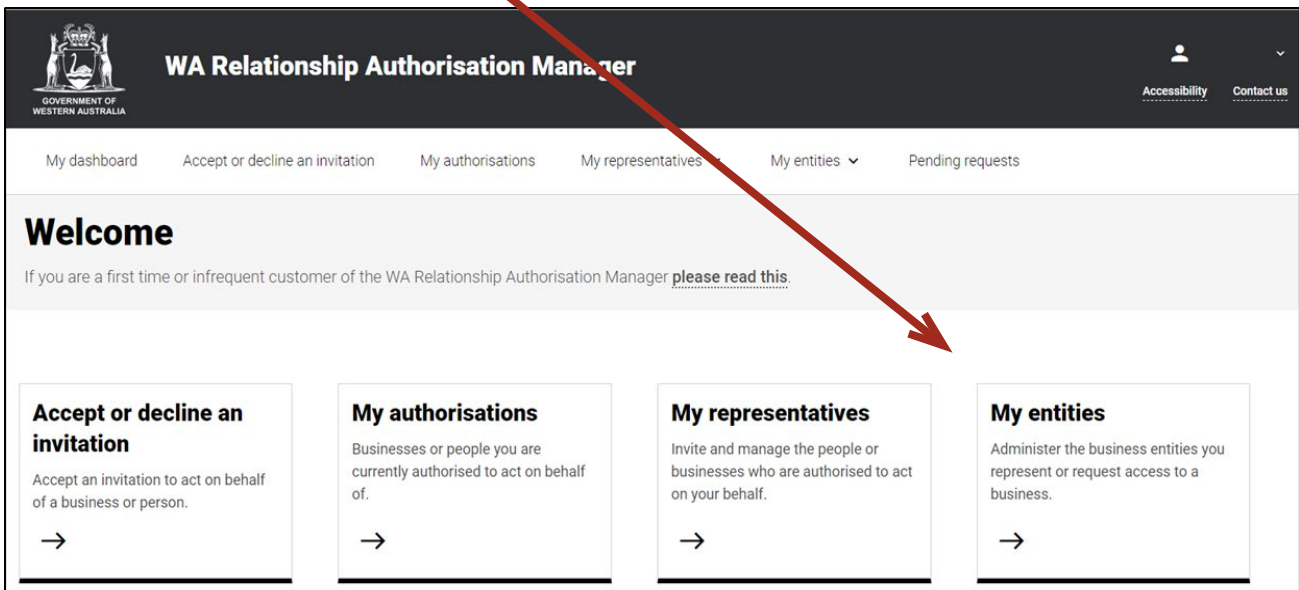 WA Relationship Authorisation Manager
GOVERNMENT OF
WESTERN AUSTRALIA
Accessibility
Contact us
My dashboard
Accept or decline an invitation
My authorisations
My representatives
My entities
Pending requests
Welcome
If you are a first time or infrequent customer of the WA Relationship Authorisation Manager please read this.
Accept or decline an
invitation
Accept an invitation to act on behalf
of a business or person.
My authorisations
Businesses or people you are
currently authorised to act on behalf
of.
My representatives
Invite and manage the people or
businesses who are authorised to act
on your behalf.
My entities
Administer the business entities you
represent or request access to a
business.